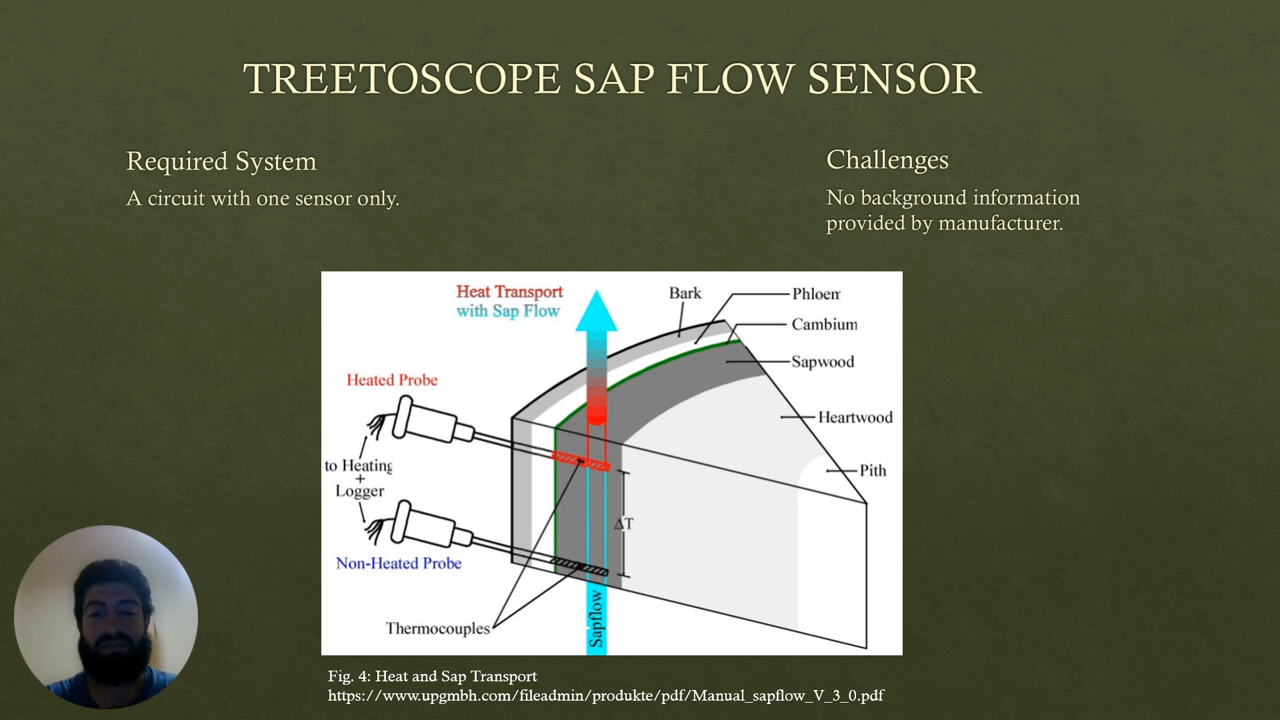 TREETOSCOPE SAP FLOW SENSOR
Required System
A circuit with one sensor only.
Challenges
No background information
provided by manufacturer.
Heat Transport
with Sap Flow
Bark
Phloem
Cambium
Sapwood
Heartwood
Pith
Heated Probe
to Heating
+
Logger
Non-Heated Probe
ΔT
Thermocouples
Sapflow
Fig. 4: Heat and Sap Transport
https://www.upgmbh.com/fileadmin/produkte/pdf/Manual_sapflow_V_3_0.pdf